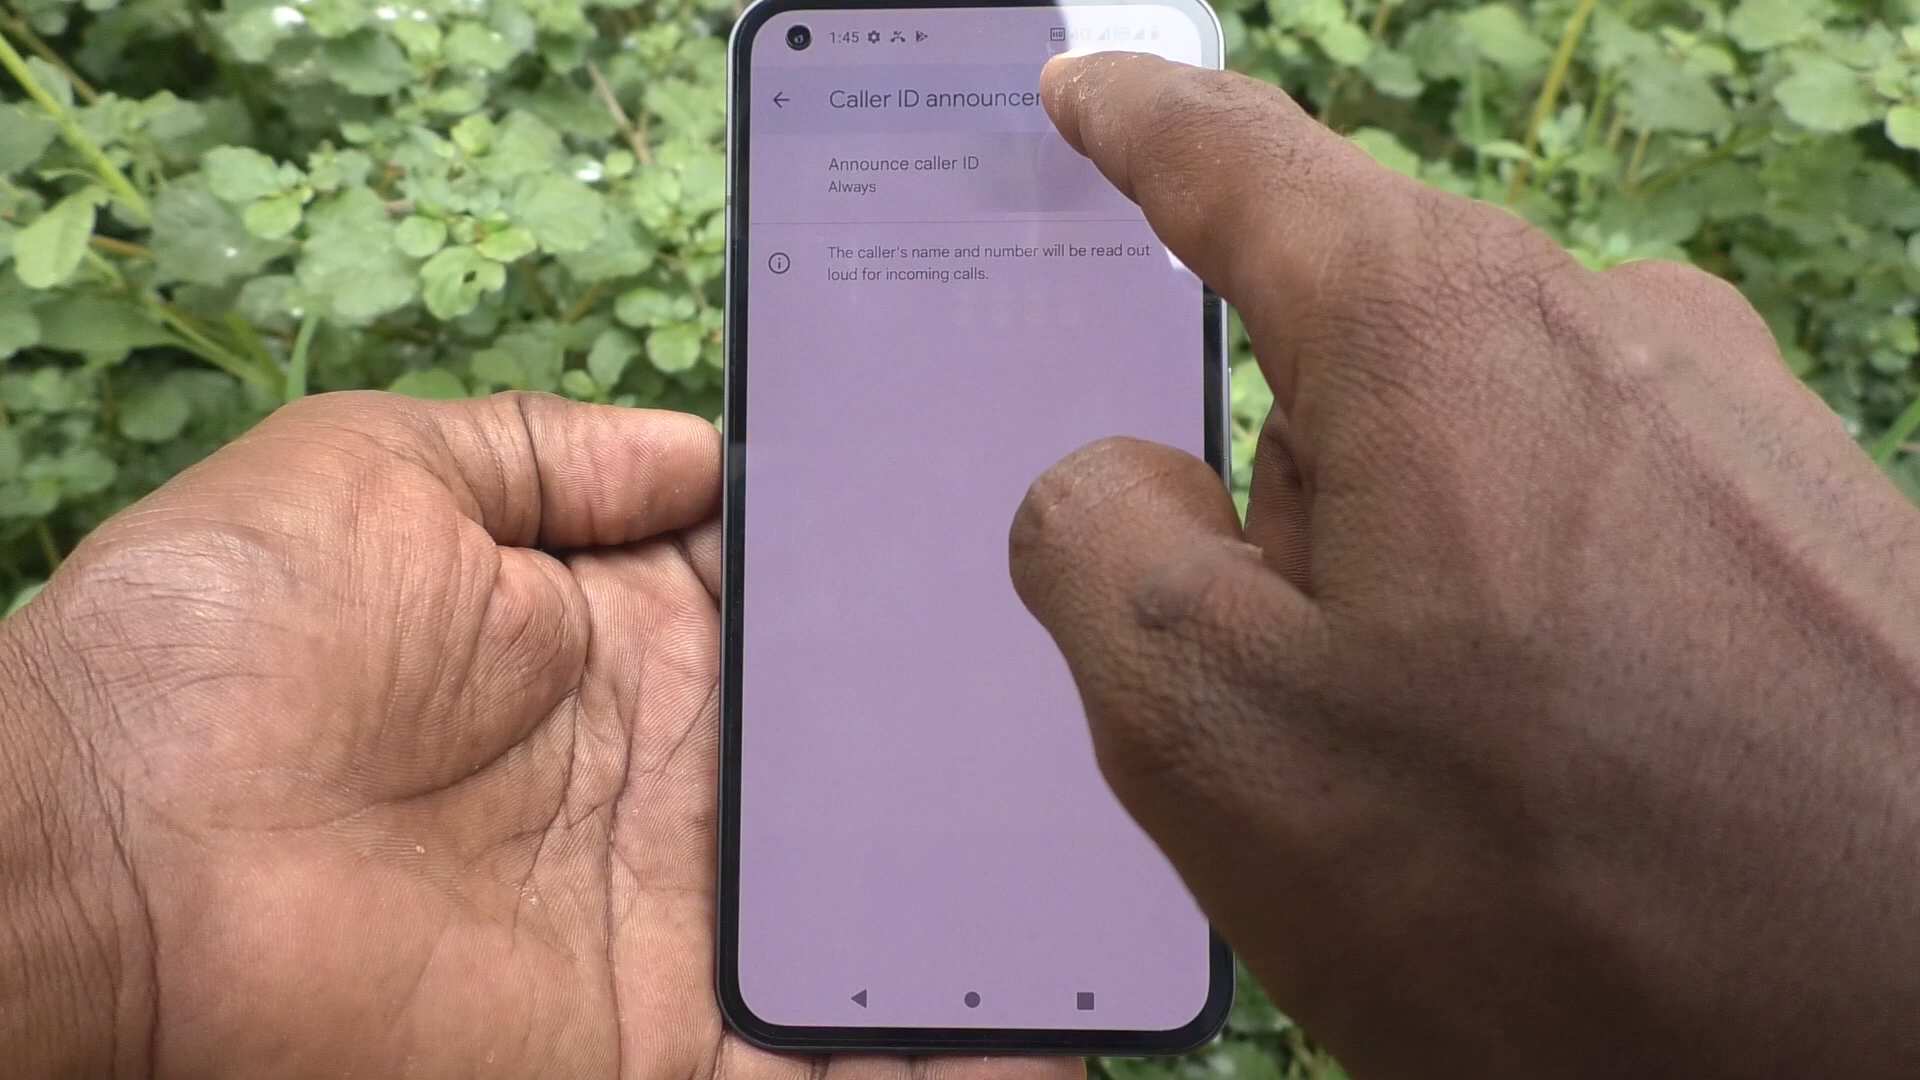 1:45
Caller ID announcem
Announce caller ID
Always
The caller's name and number will be read out
loud for incoming calls.